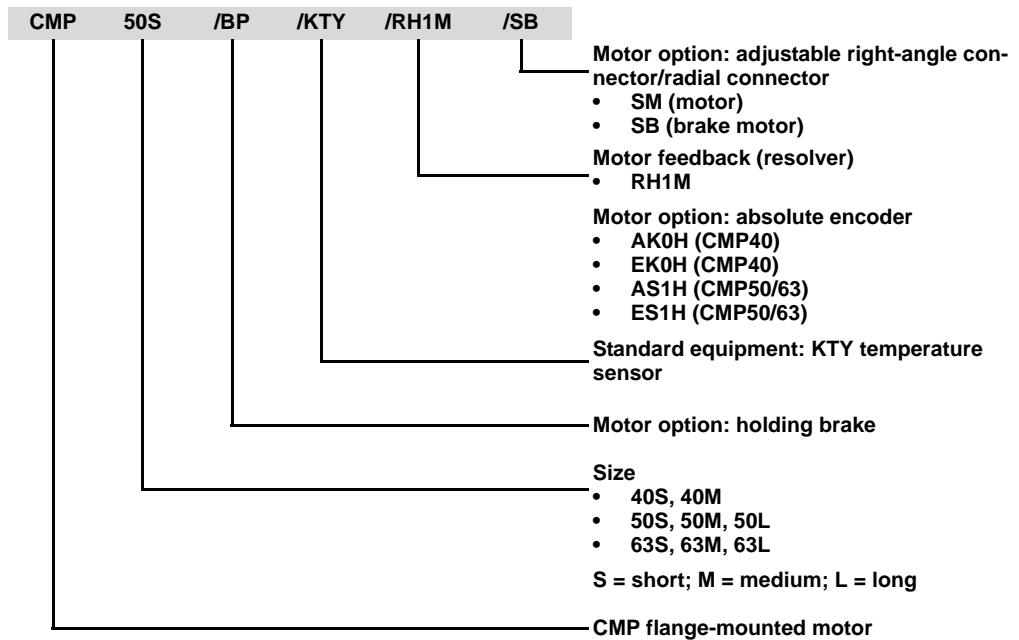 CMP 50S /BP /KTY /RH1M /SB
Motor option: adjustable right-angle con-
nector/radial connector
• SM (motor)
• SB (brake motor)
Motor feedback (resolver)
• RH1M
Motor option: absolute encoder
• AK0H (CMP40)
• EK0H (CMP40)
• AS1H (CMP50/63)
• ES1H (CMP50/63)
Standard equipment: KTY temperature
sensor
Motor option: holding brake
Size
• 40S, 40M
• 50S, 50M, 50L
• 63S, 63M, 63L
S = short; M = medium; L = long
CMP flange-mounted motor